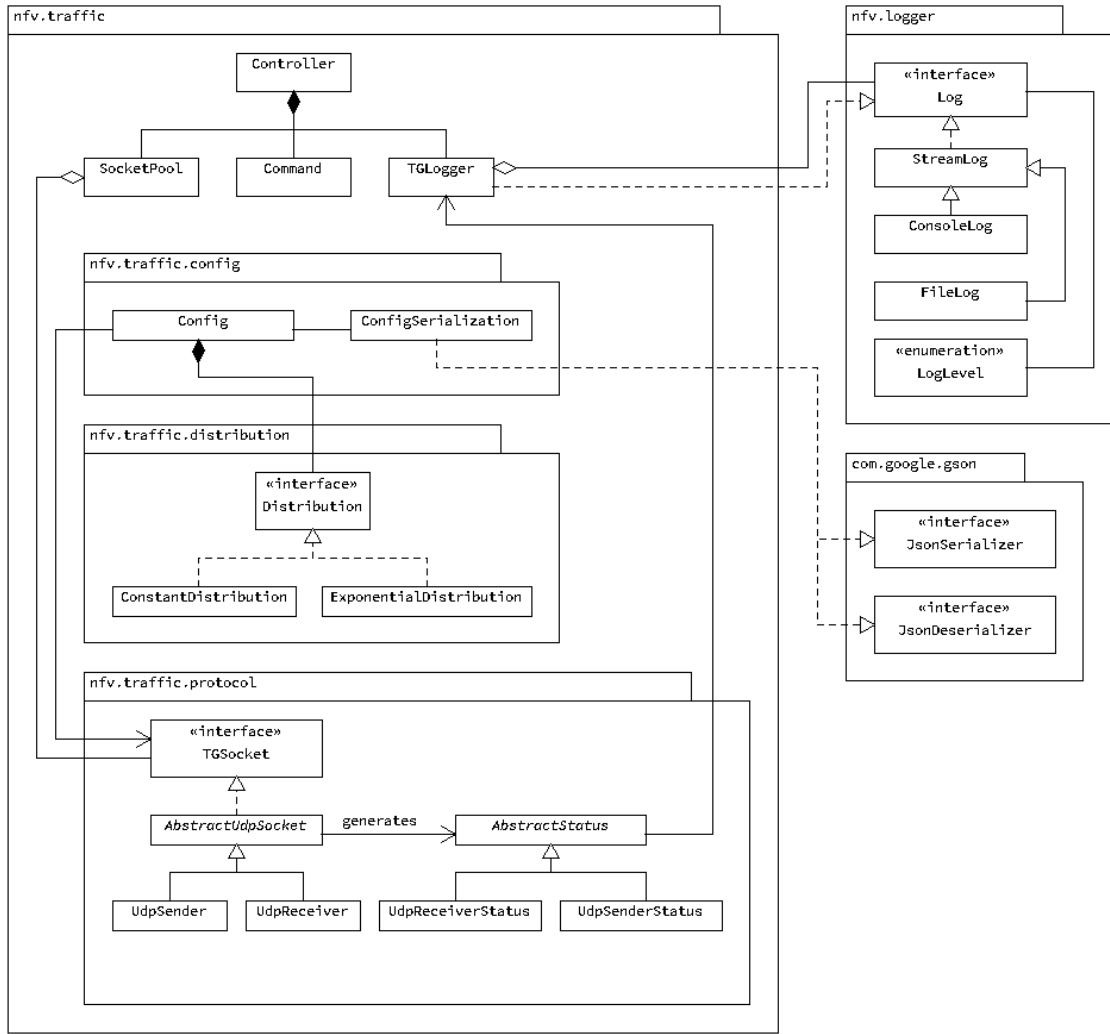 nfv.traffic
Controller
SocketPool
Command
TGLogger
nfv.traffic.config
Config
ConfigSerialization
nfv.traffic.distribution
«interface»
Distribution
ConstantDistribution
ExponentialDistribution
nfv.traffic.protocol
«interface»
TGSocket
AbstractUdpSocket
generates
AbstractStatus
UdpSender
UdpReceiver
UdpReceiverStatus
UdpSenderStatus
nfv.logger
«interface»
Log
StreamLog
ConsoleLog
FileLog
«enumeration»
LogLevel
com.google.gson
«interface»
JsonSerializer
«interface»
JsonDeserializer